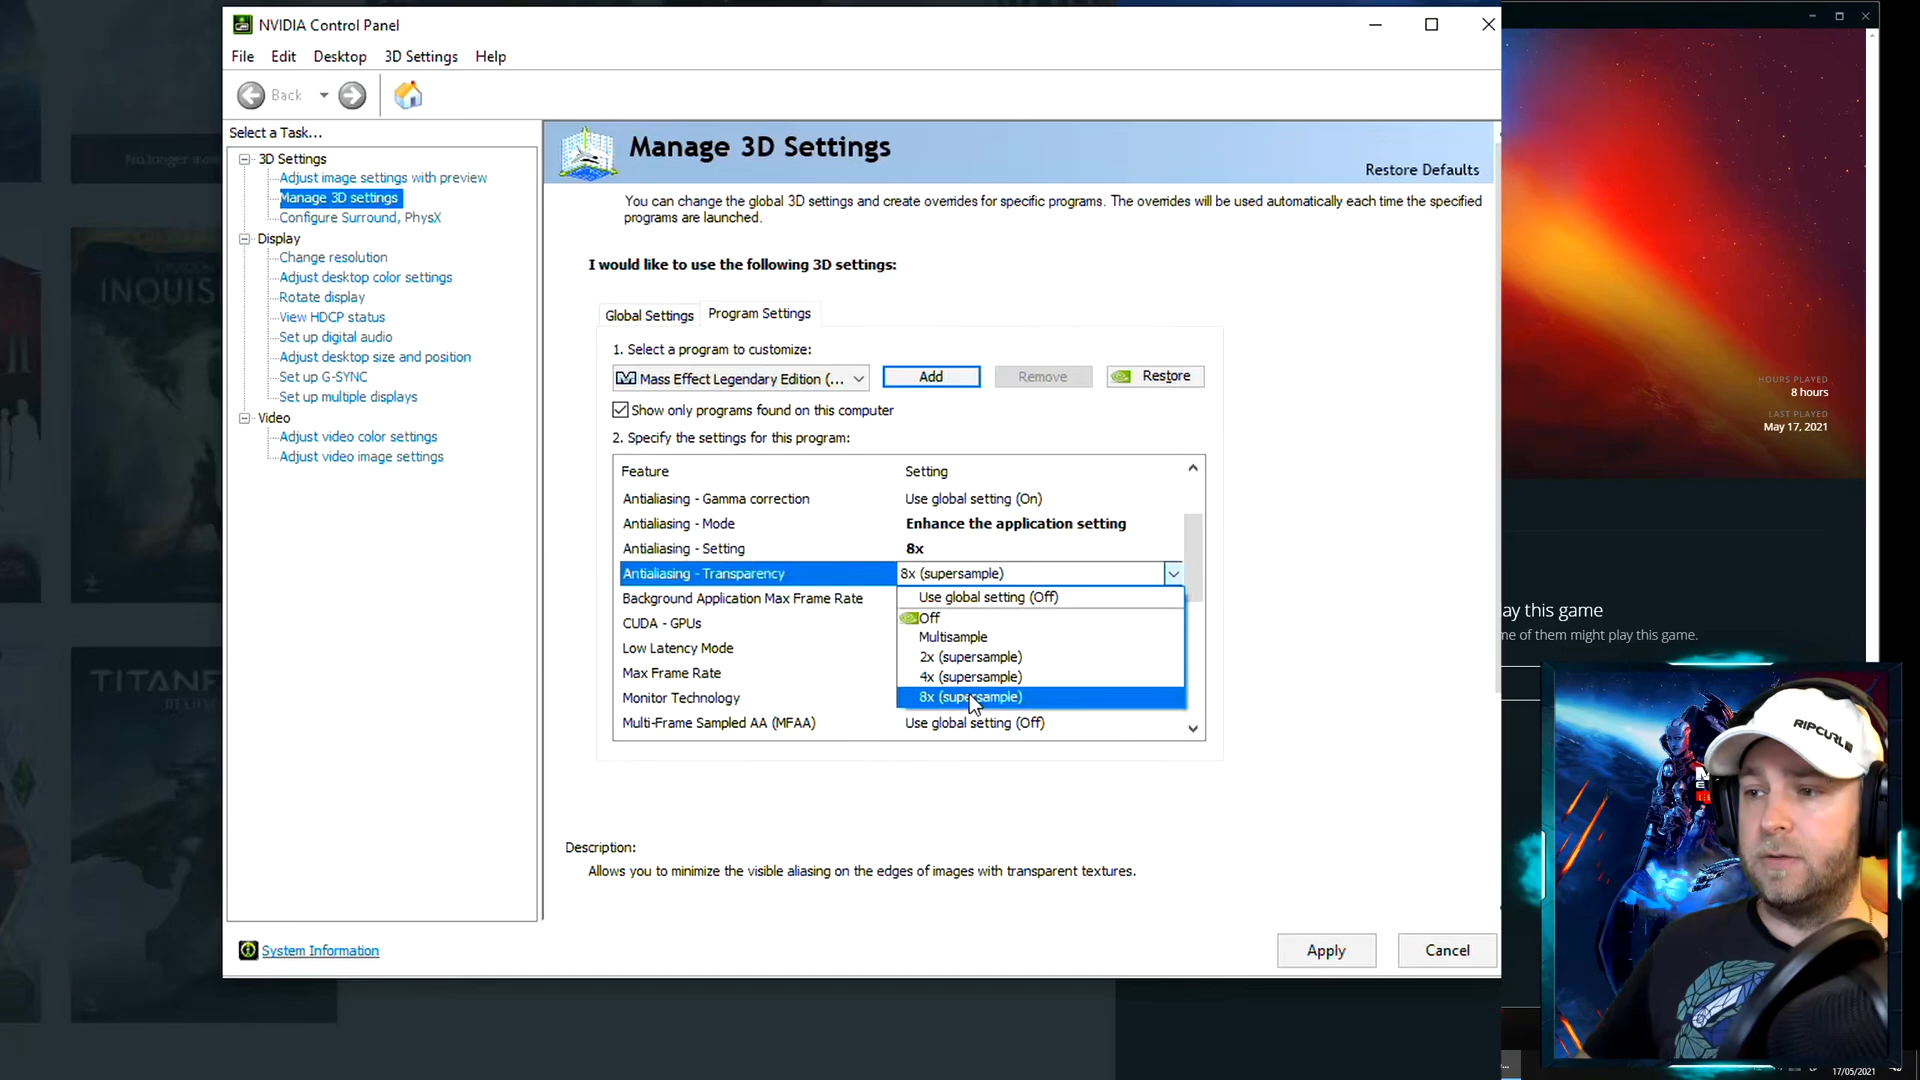 NVIDIA Control Panel
File Edit Desktop 3D Settings Help
Back
Select a Task...
3D Settings
Adjust image settings with preview
Manage 3D settings
Configure Surround, PhysX
Display
Change resolution
Adjust desktop color settings
Rotate display
View HDCP status
Set up digital audio
Adjust desktop size and position
Set up G-SYNC
Set up multiple displays
Video
Adjust video color settings
Adjust video image settings
System Information
Manage 3D Settings
Restore Defaults
You can change the global 3D settings and create overrides for specific programs. The overrides will be used automatically each time the specified
programs are launched.
I would like to use the following 3D settings:
Global Settings Program Settings
1. Select a program to customize:
Mass Effect Legendary Edition (... Add Remove Restore
Show only programs found on this computer
2. Specify the settings for this program:
Feature Setting
Antialiasing - Gamma correction Use global setting (On)
Antialiasing - Mode Enhance the application setting
Antialiasing - Setting 8x
Antialiasing - Transparency 8x (supersample)
Background Application Max Frame Rate Use global setting (Off)
CUDA - GPUs Off
Low Latency Mode Multisample
2x (supersample)
Max Frame Rate 4x (supersample)
Monitor Technology 8x (supersample)
Multi-Frame Sampled AA (MFAA) Use global setting (Off)
Description:
Allows you to minimize the visible aliasing on the edges of images with transparent textures.
Apply Cancel
No longer
INQUIS
TITANF
HOURS PLAYED
8 hours
LAST PLAYED
May 17, 2021
ay this game
me of them might play this game.
RIPCURL
17/05/2021